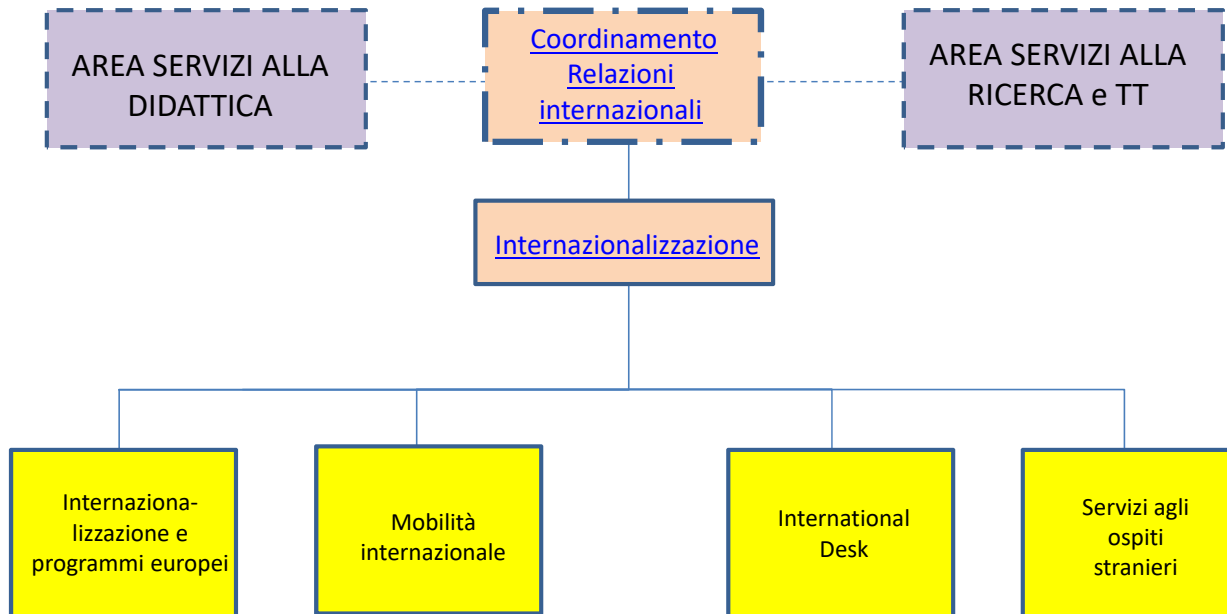 AREA SERVIZI ALLA
DIDATTICA
Coordinamento
Relazioni
internazionali
AREA SERVIZI ALLA
RICERCA e TT
Internazionalizzazione
Internaziona-
lizzazione e
programmi europei
Mobilità
internazionale
International
Desk
Servizi agli
ospiti
stranieri